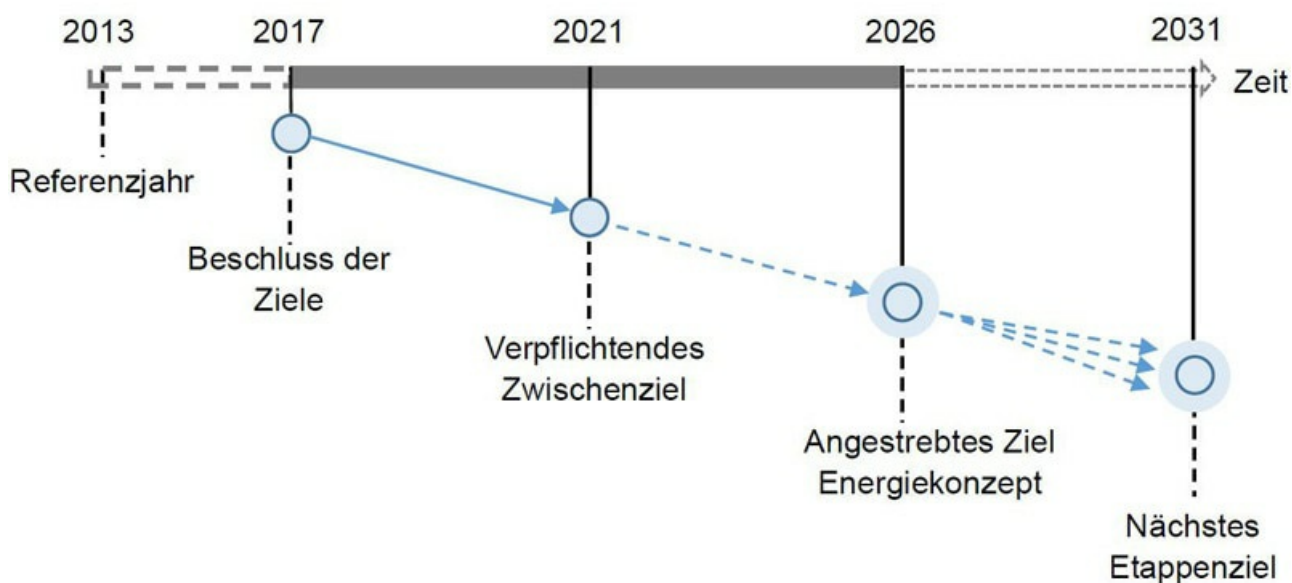 2013 2017 2021 2026 2031
Zeit
Referenzjahr
Beschluss der
Ziele
Verpflichtendes
Zwischenziel
Angestrebtes Ziel
Energiekonzept
Nächstes
Etappenziel